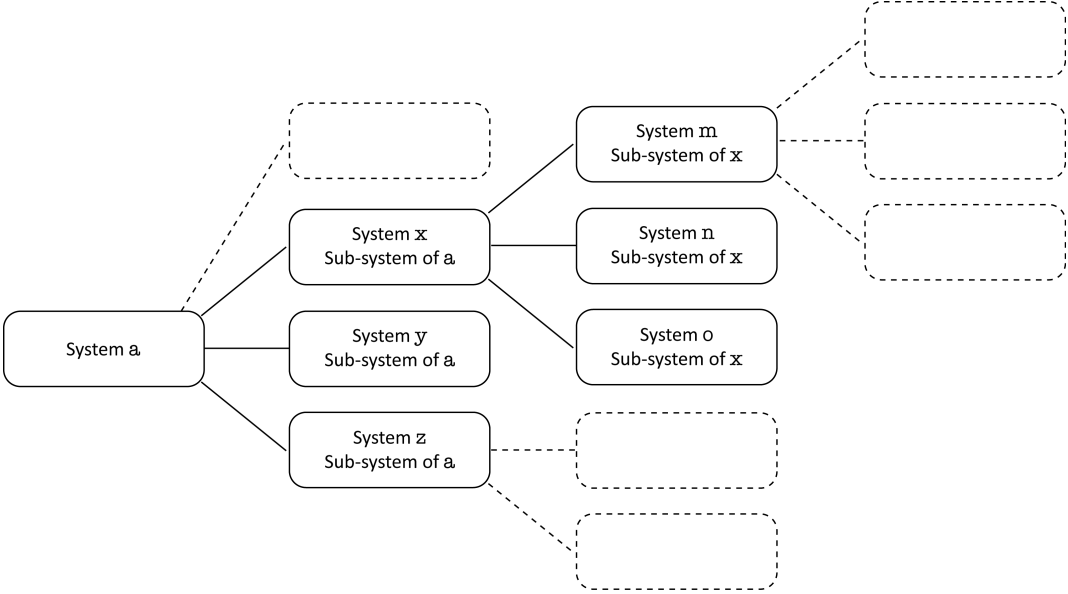 System a
System x
Sub-system of a
System y
Sub-system of a
System z
Sub-system of a
System m
Sub-system of x
System n
Sub-system of x
System o
Sub-system of x